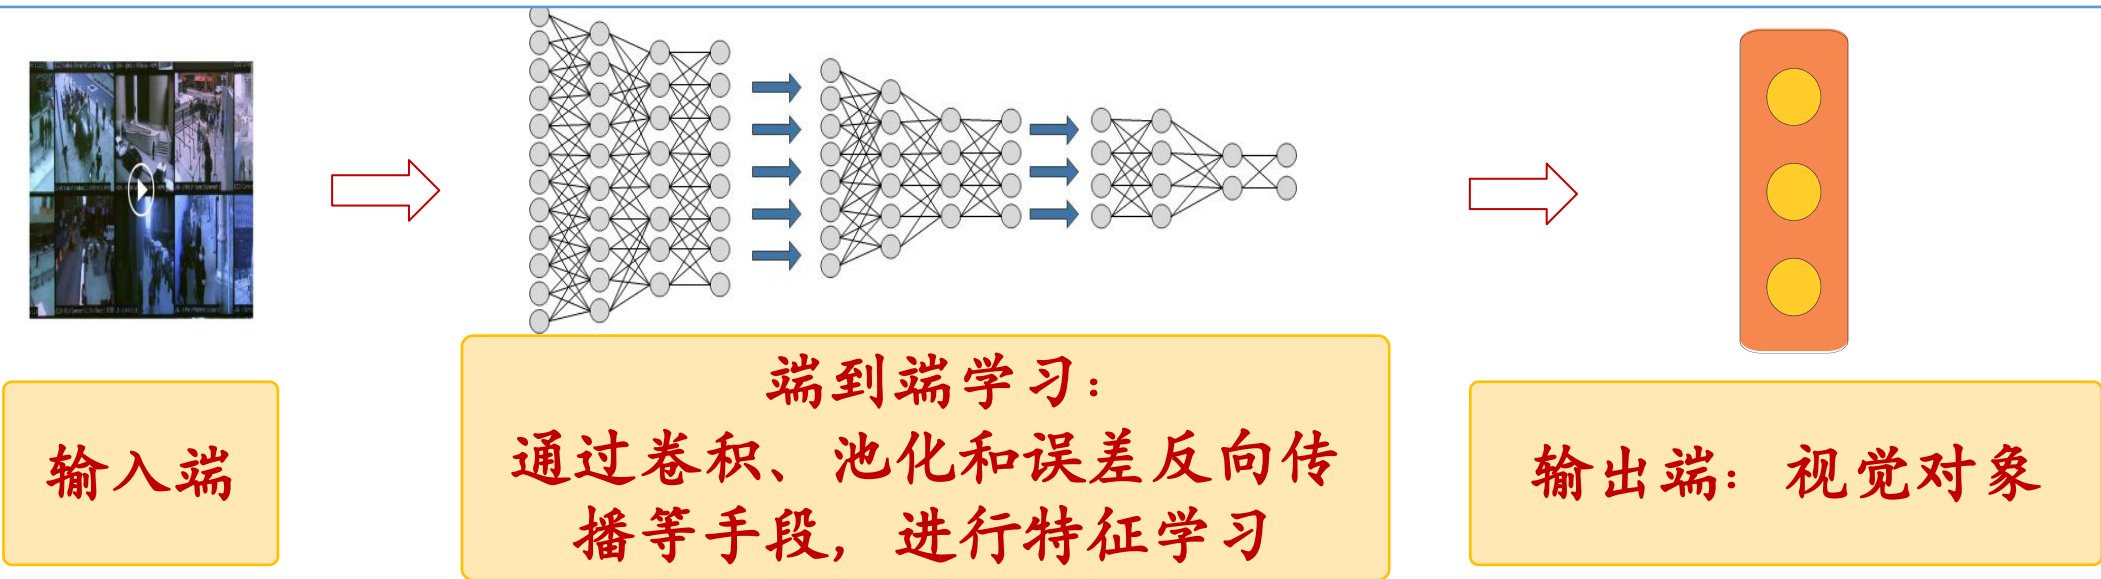 输入端
端到端学习：
通过卷积、池化和误差反向传
播等手段，进行特征学习
输出端：视觉对象